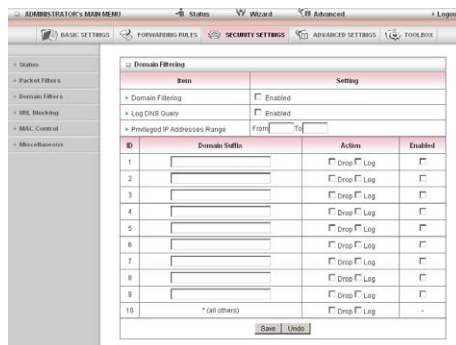 ADMINISTRATOR's MAIN MENU Status Wizard Advanced Logout
BASIC SETTINGS FORWARDING RULES SECURITY SETTINGS ADVANCED SETTINGS TOOLBOX
Status
Packet Filters
Domain Filters
URL Blocking
MAC Control
Miscellaneous
Domain Filtering
Item Setting
Domain Filtering Enabled
Log DNS Query Enabled
Privileged IP Addresses Range From To
ID Domain Suffix Action Enabled
1 Drop Log
2 Drop Log
3 Drop Log
4 Drop Log
5 Drop Log
6 Drop Log
7 Drop Log
8 Drop Log
9 Drop Log
10 * (all others) Drop Log -
Save Undo